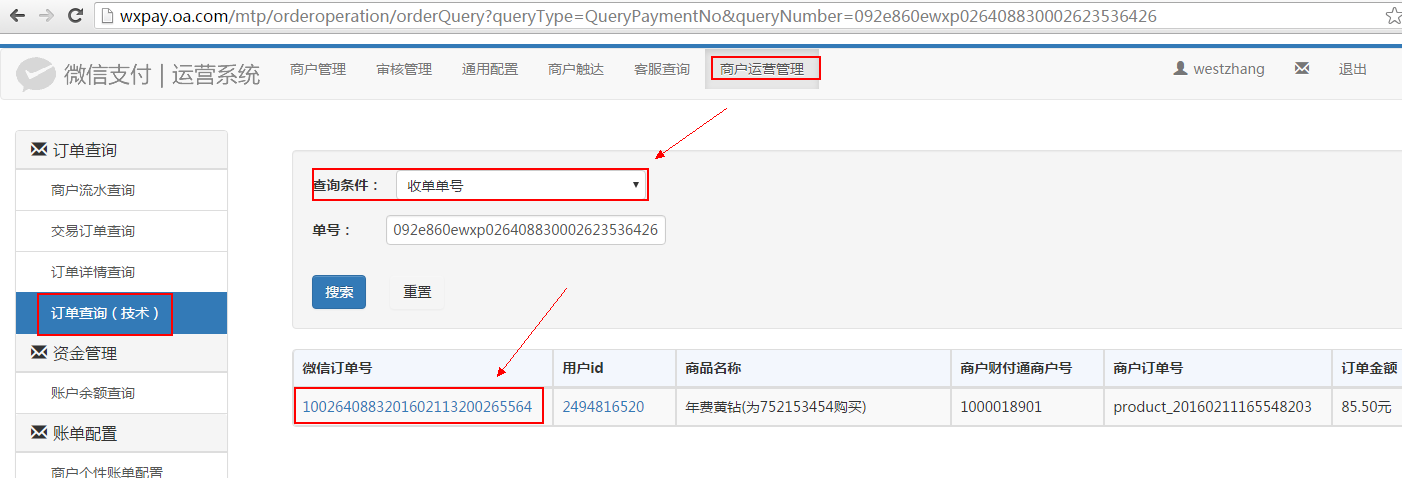 wxpay.oa.com/mtp/orderoperation/orderQuery?queryType=QueryPaymentNo&queryNumber=092e860ewxp026408830002623536426
微信支付 | 运营系统 商户管理 审核管理 通用配置 商户触达 客服查询 商户运营管理 westzhang 退出
订单查询
商户流水查询
交易订单查询
订单详情查询
订单查询（技术）
资金管理
账户余额查询
账单配置
商户个性账单配置
查询条件： 收单单号
单号： 092e860ewxp026408830002623536426
搜索 重置
微信订单号 用户id 商品名称 商户财付通商户号 商户订单号 订单金额
1002640883201602113200265564 2494816520 年费黄钻(为752153454购买) 1000018901 product_20160211165548203 85.50元